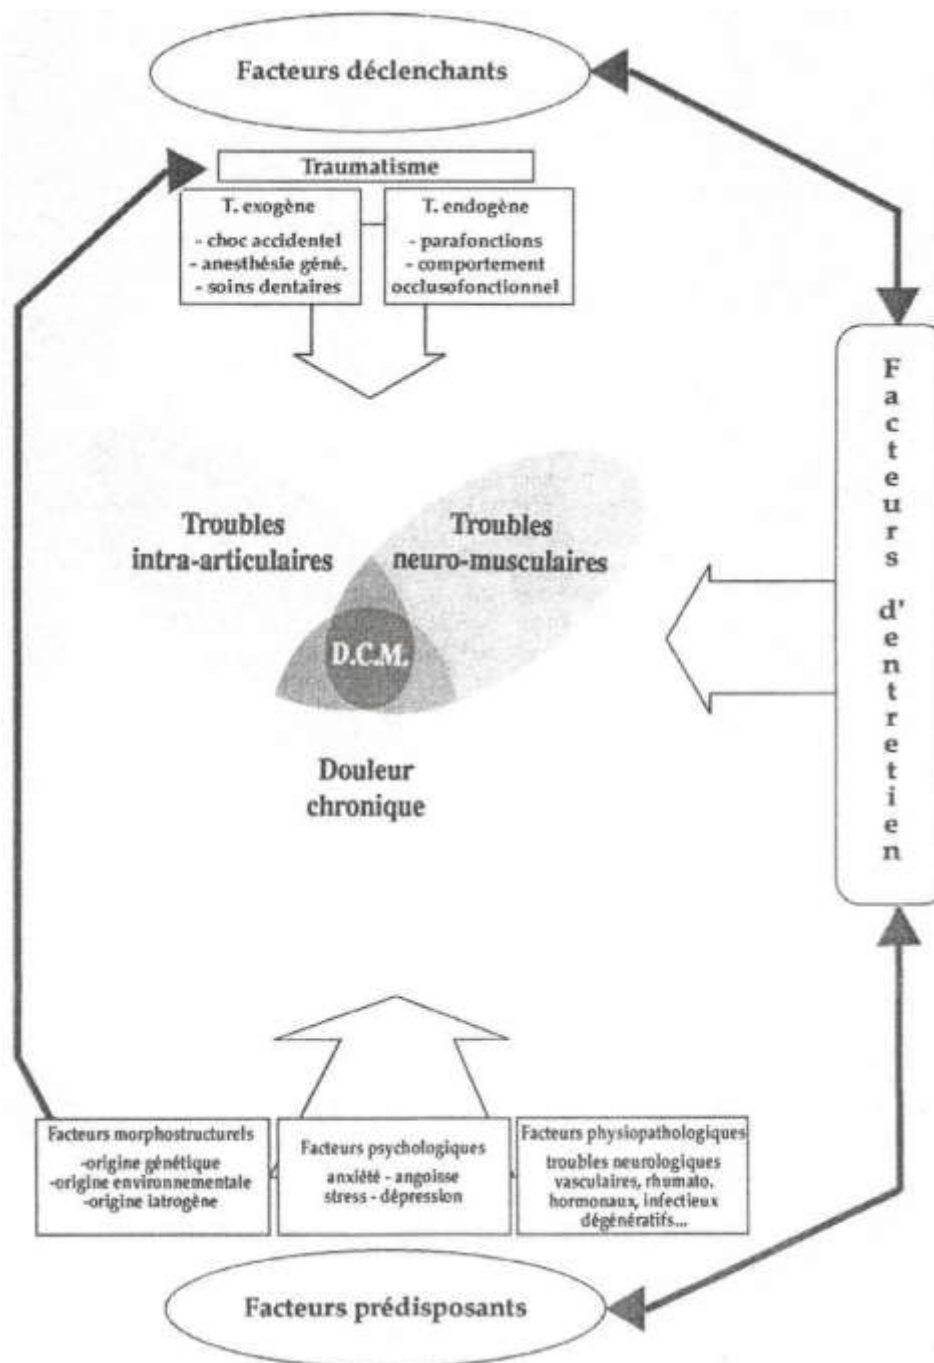 Facteurs déclenchants
Traumatisme
T. exogène
- choc accidentel
- anesthésie géné.
- soins dentaires
T. endogène
- parafonctions
- comportement
occlusofonctionnel
Troubles
intra-articulaires
Troubles
neuro-musculaires
D.C.M.
Douleur
chronique
Facteurs d'entretien
Facteurs morphostructurels
-origine génétique
-origine environnementale
-origine iatrogène
Facteurs psychologiques
anxiété - angoisse
stress - dépression
Facteurs physiopathologiques
troubles neurologiques
vasculaires, rhumato.
hormonaux, infectieux
dégénératifs...
Facteurs prédisposants